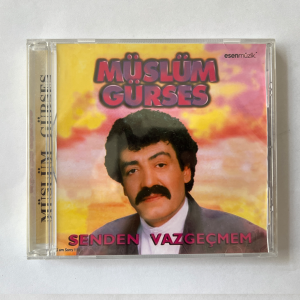 esenmüzik
MÜSLÜM
GÜRSES
MÜSLÜM GÜRSES
SENDEN VAZGEÇMEM